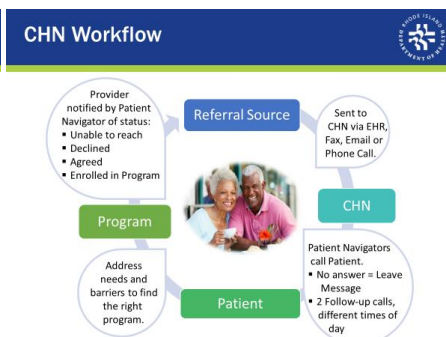 CHN Workflow
RHODE ISLAND
DEPARTMENT OF HEALTH
Provider
notified by Patient
Navigator of status:
▪ Unable to reach
▪ Declined
▪ Agreed
▪ Enrolled in Program
Referral Source
Sent to
CHN via EHR,
Fax, Email or
Phone Call.
CHN
Patient Navigators
call Patient.
▪ No answer = Leave
Message
▪ 2 Follow-up calls,
different times of
day
Patient
Address
needs and
barriers to find
the right
program.
Program